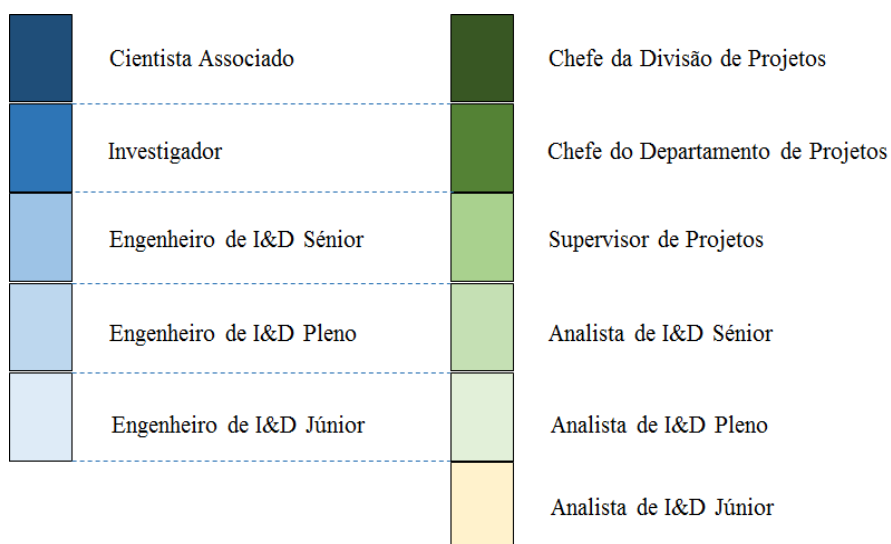 Cientista Associado
Chefe da Divisão de Projetos
Investigador
Chefe do Departamento de Projetos
Engenheiro de I&D Sénior
Supervisor de Projetos
Engenheiro de I&D Pleno
Analista de I&D Sénior
Engenheiro de I&D Júnior
Analista de I&D Pleno
Analista de I&D Júnior